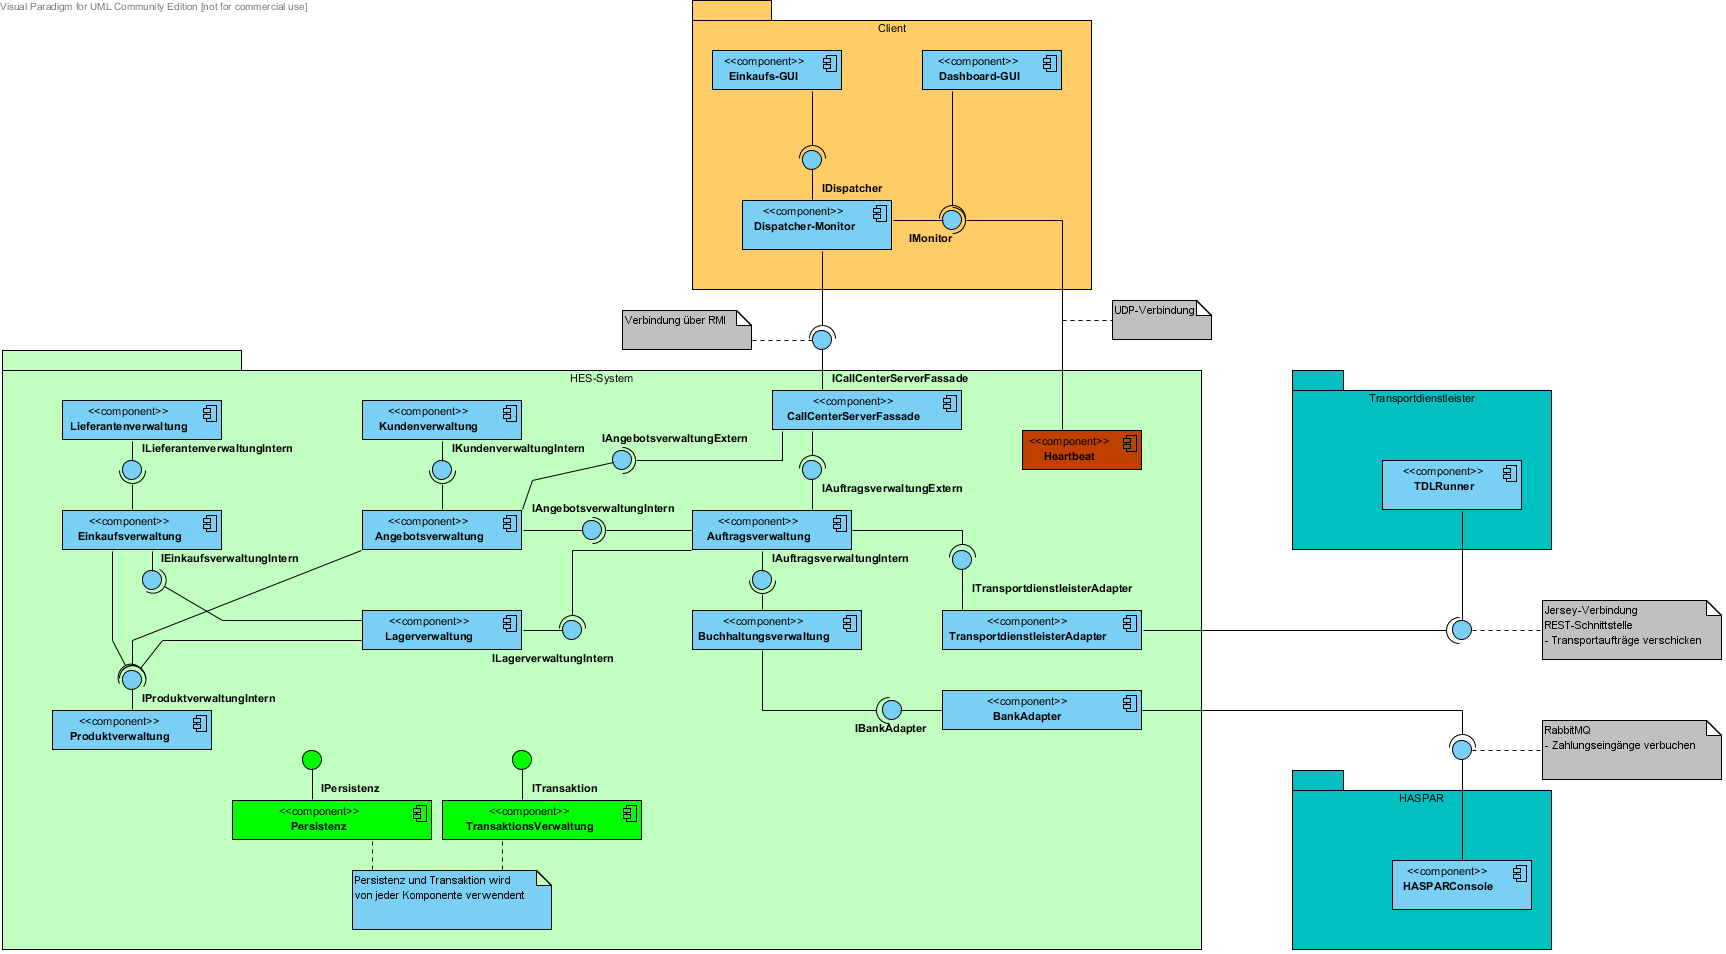 Visual Paradigm for UML Community Edition [not for commercial use]
Client
<<component>>
Einkaufs-GUI
<<component>>
Dashboard-GUI
IDispatcher
<<component>>
Dispatcher-Monitor
IMonitor
Verbindung über RMI
UDP-Verbindung
HES-System
ICallCenterServerFassade
<<component>>
CallCenterServerFassade
<<component>>
Lieferantenverwaltung
<<component>>
Kundenverwaltung
ILieferantenverwaltungIntern
IKundenverwaltungIntern
IAngebotsverwaltungExtern
<<component>>
Heartbeat
IAuftragsverwaltungExtern
<<component>>
Einkaufsverwaltung
<<component>>
Angebotsverwaltung
IAngebotsverwaltungIntern
<<component>>
Auftragsverwaltung
IEinkaufsverwaltungIntern
IAuftragsverwaltungIntern
ITransportdienstleisterAdapter
<<component>>
Lagerverwaltung
ILagerverwaltungIntern
<<component>>
Buchhaltungsverwaltung
<<component>>
TransportdienstleisterAdapter
IProduktverwaltungIntern
<<component>>
Produktverwaltung
IBankAdapter
<<component>>
BankAdapter
IPersistenz
ITransaktion
<<component>>
Persistenz
<<component>>
TransaktionsVerwaltung
Persistenz und Transaktion wird
von jeder Komponente verwendent
Transportdienstleister
<<component>>
TDLRunner
Jersey-Verbindung
REST-Schnittstelle
- Transportaufträge verschicken
RabbitMQ
- Zahlungseingänge verbuchen
HASPAR
<<component>>
HASPARConsole